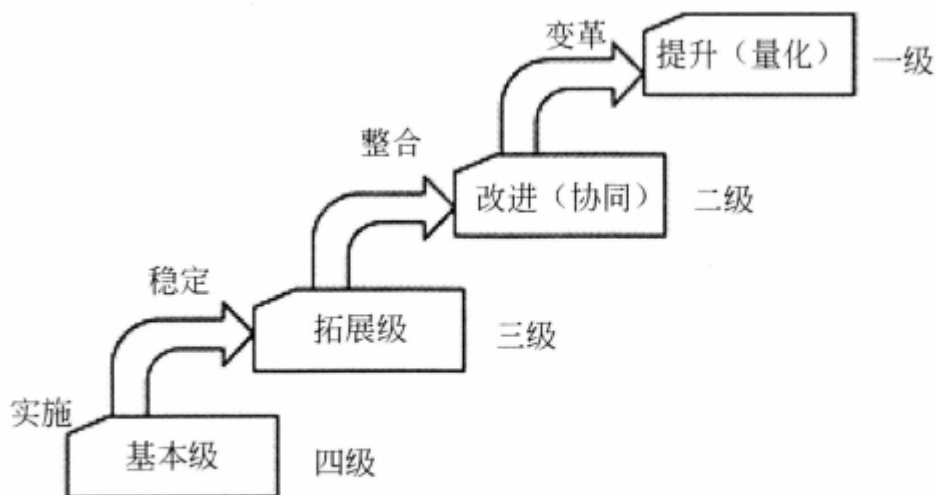 变革
提升（量化）
一级
整合
改进（协同）
二级
稳定
拓展级
三级
实施
基本级
四级